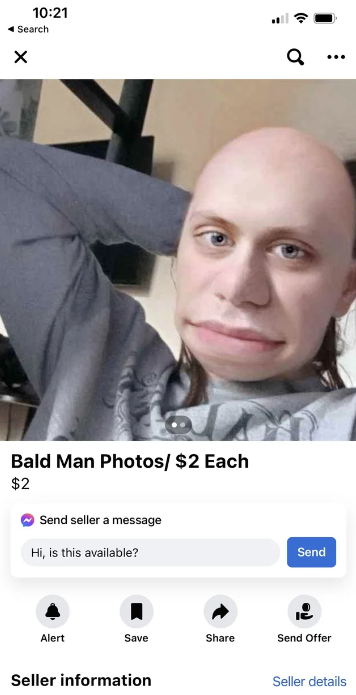 10:21
◀ Search
Bald Man Photos/ $2 Each
$2
Send seller a message
Hi, is this available?
Send
Alert
Save
Share
Send Offer
Seller information
Seller details